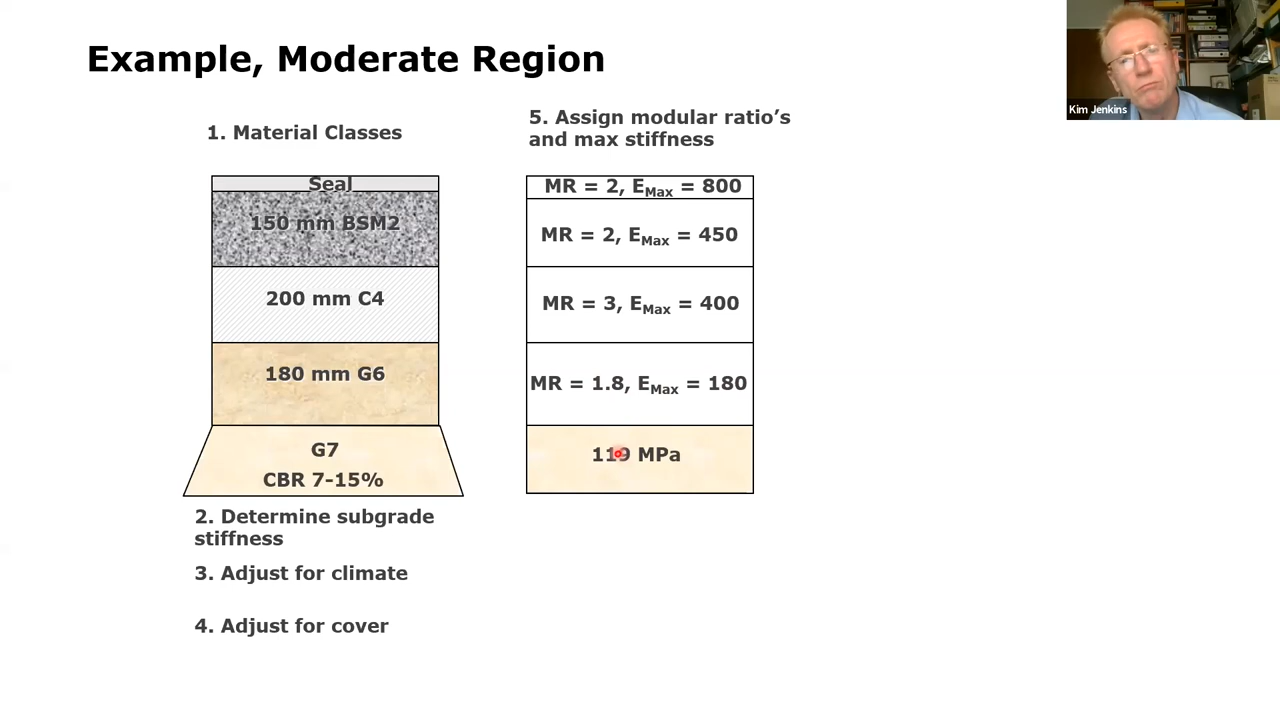 Example, Moderate Region
Kim Jenkins
1. Material Classes
Seal
150 mm BSM2
200 mm C4
180 mm G6
G7
CBR 7-15%
2. Determine subgrade
stiffness
3. Adjust for climate
4. Adjust for cover
5. Assign modular ratio's
and max stiffness
MR = 2, EMax = 800
MR = 2, EMax = 450
MR = 3, EMax = 400
MR = 1.8, EMax = 180
119 MPa